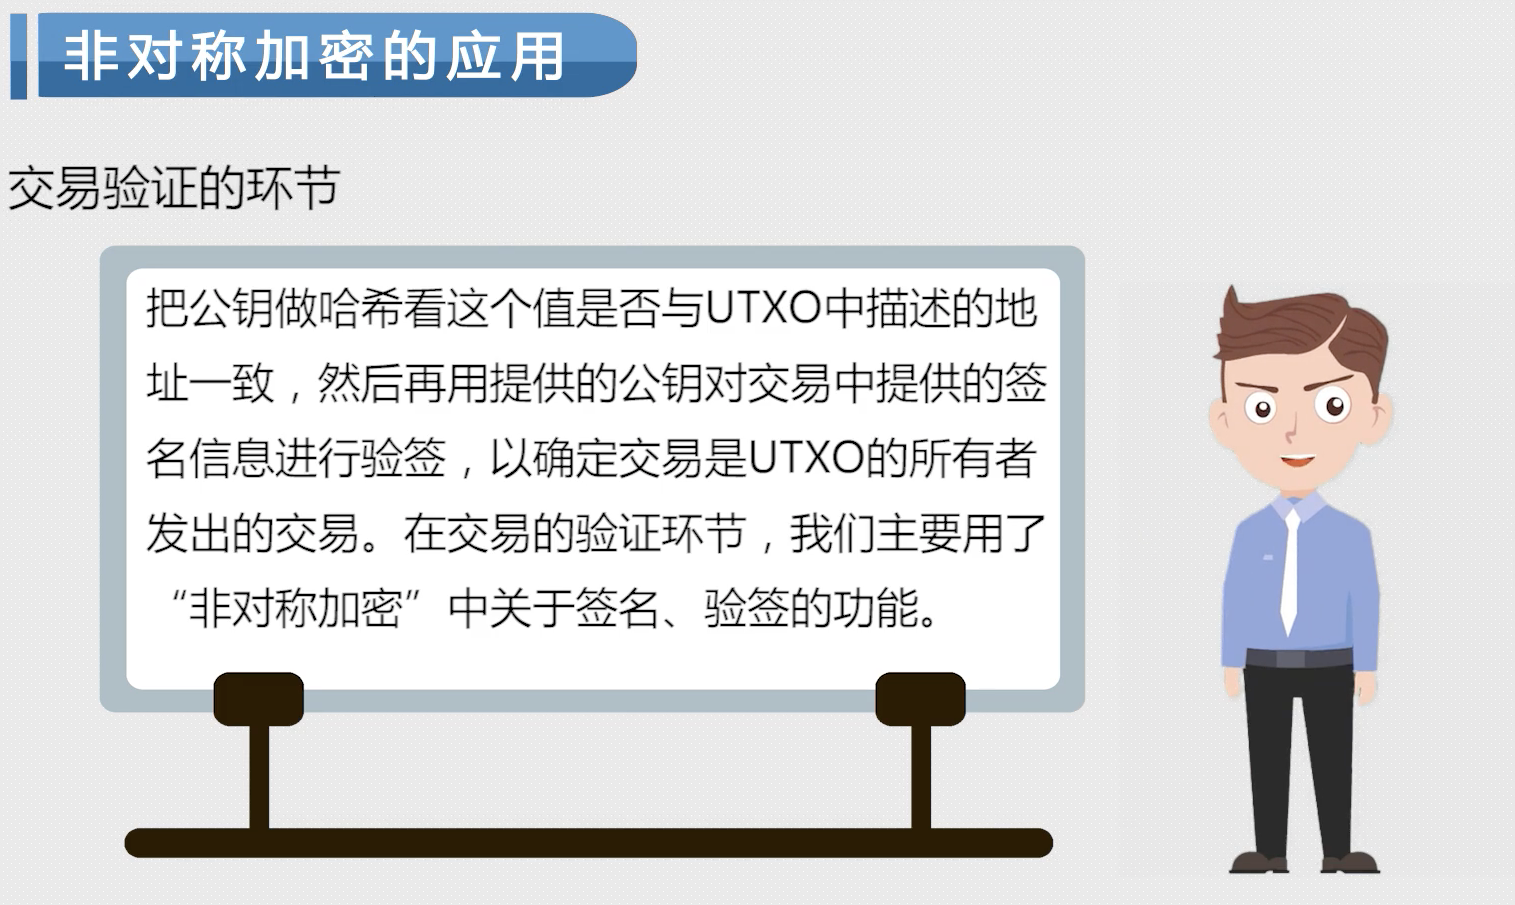 非对称加密的应用
交易验证的环节
把公钥做哈希看这个值是否与UTXO中描述的地
址一致，然后再用提供的公钥对交易中提供的签
名信息进行验签，以确定交易是UTXO的所有者
发出的交易。在交易的验证环节，我们主要用了
“非对称加密”中关于签名、验签的功能。